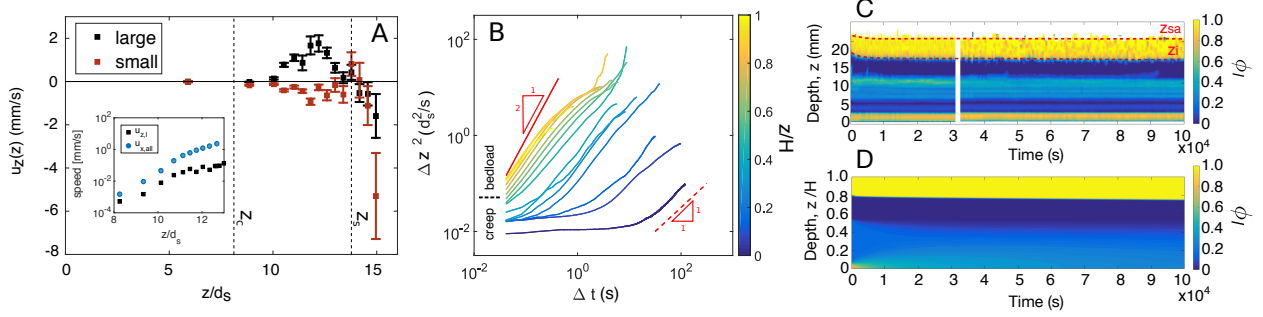 A
large
small
u_z(z) (mm/s)
2
0
-2
-4
-6
-8
0
5
10
15
z/d_s
z_c
z_s
speed [mm/s]
u_z,l
u_x,all
10^0
10^-2
10^-4
8
10
12
z/d_s
B
Δ z ^2 (d_s^2/s)
10^2
10^0
10^-2
creep
bedload
10^-2
10^0
10^2
Δ t (s)
2
1
1
1
1
0.8
0.6
0.4
0.2
0
z/H
C
Depth, z (mm)
20
15
10
5
0
z_sa
z_i
0
1
2
3
4
5
6
7
8
9
10
x10^4
Time (s)
1.0
0.8
0.6
0.4
0.2
0
ϕ_l
D
Depth, z /H
1.0
0.8
0.6
0.4
0.2
0
0
1
2
3
4
5
6
7
8
9
10
x10^4
Time (s)
1.0
0.8
0.6
0.4
0.2
0
ϕ_l